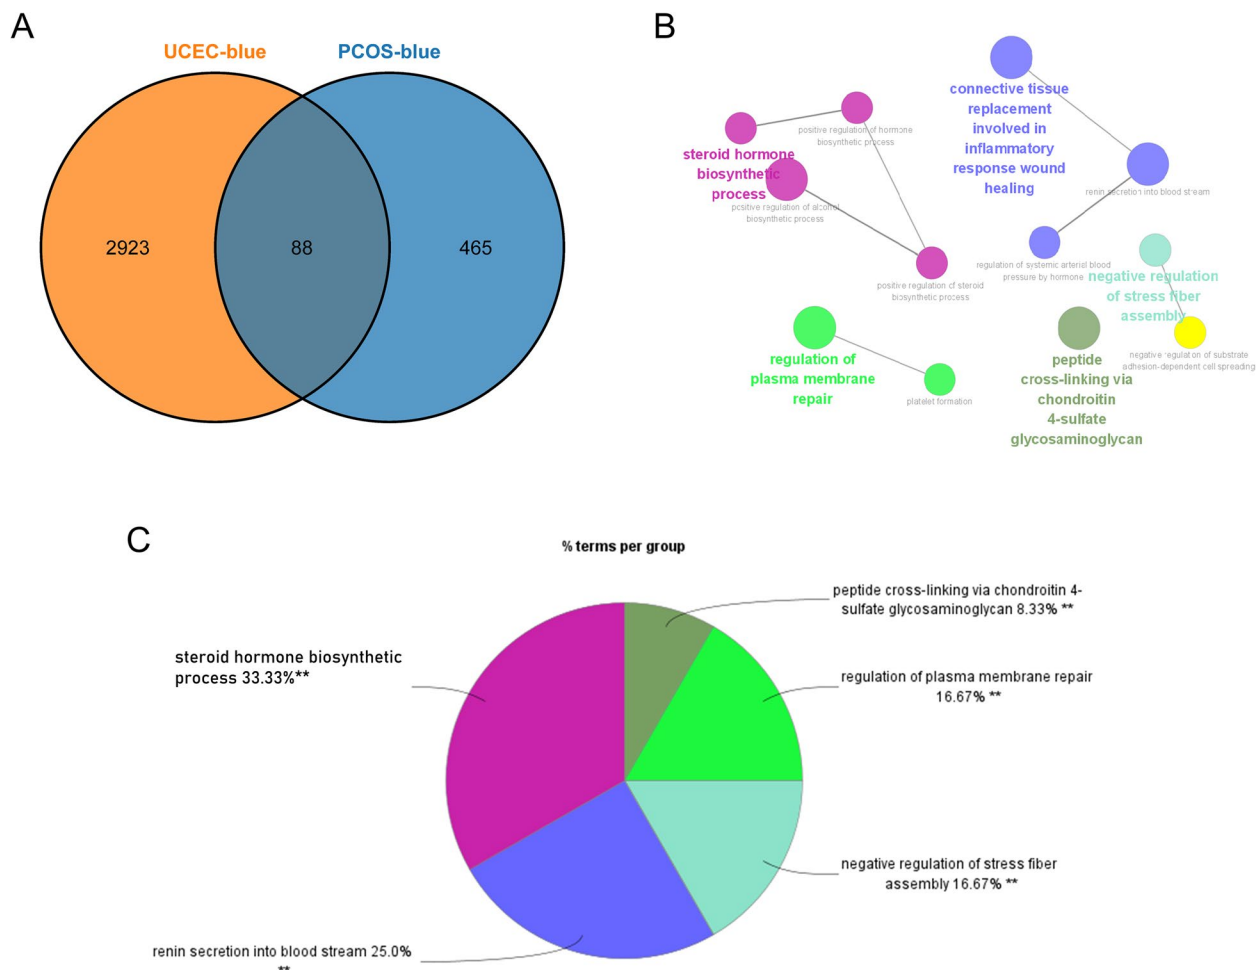 A
UCEC-blue
PCOS-blue
2923
88
465
B
connective tissue
replacement
involved in
inflammatory
response wound
healing
positive regulation of hormone
biosynthetic process
steroid hormone
biosynthetic
process
positive regulation of alcohol
biosynthetic process
renin secretion into blood stream
regulation of systemic arterial blood
pressure by hormone
negative regulation
of stress fiber
assembly
positive regulation of steroid
biosynthetic process
regulation of
plasma membrane
repair
platelet formation
peptide
cross-linking via
chondroitin
4-sulfate
glycosaminoglycan
negative regulation of substrate
adhesion-dependent cell spreading
C
% terms per group
peptide cross-linking via chondroitin 4-
sulfate glycosaminoglycan 8.33% **
steroid hormone biosynthetic
process 33.33%**
regulation of plasma membrane repair
16.67% **
negative regulation of stress fiber
assembly 16.67% **
renin secretion into blood stream 25.0%
**